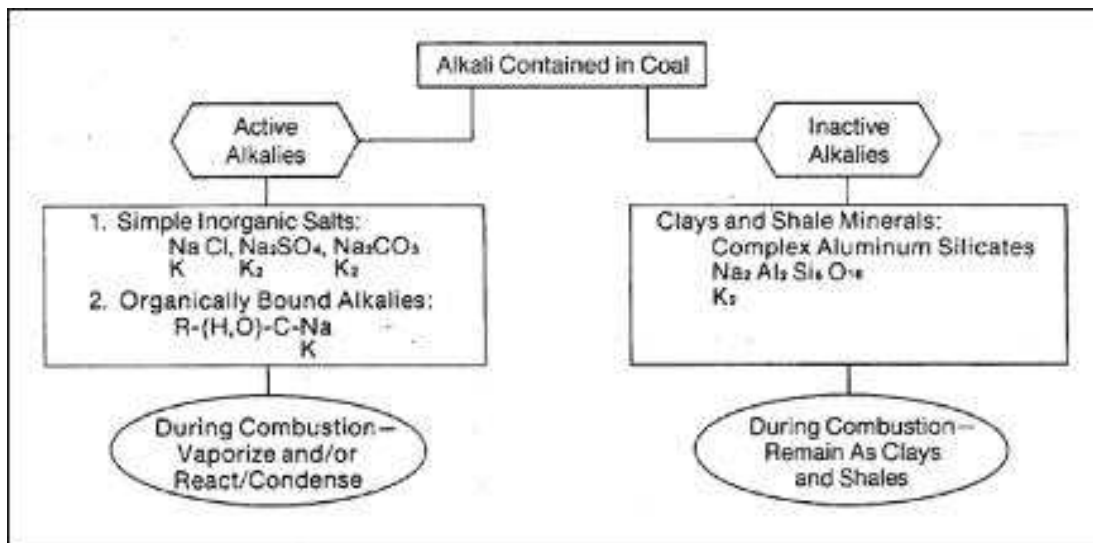 Alkali Contained in Coal
Active
Alkalies
Inactive
Alkalies
1. Simple Inorganic Salts:
Na Cl, Na₂SO₄, Na₂CO₃
K K₂ K₂
2. Organically Bound Alkalies:
R-(H,O)-C-Na
K
Clays and Shale Minerals:
Complex Aluminum Silicates
Na₂ Al₂ Si₆ O₁₆
K₂
During Combustion—
Vaporize and/or
React/Condense
During Combustion—
Remain As Clays
and Shales